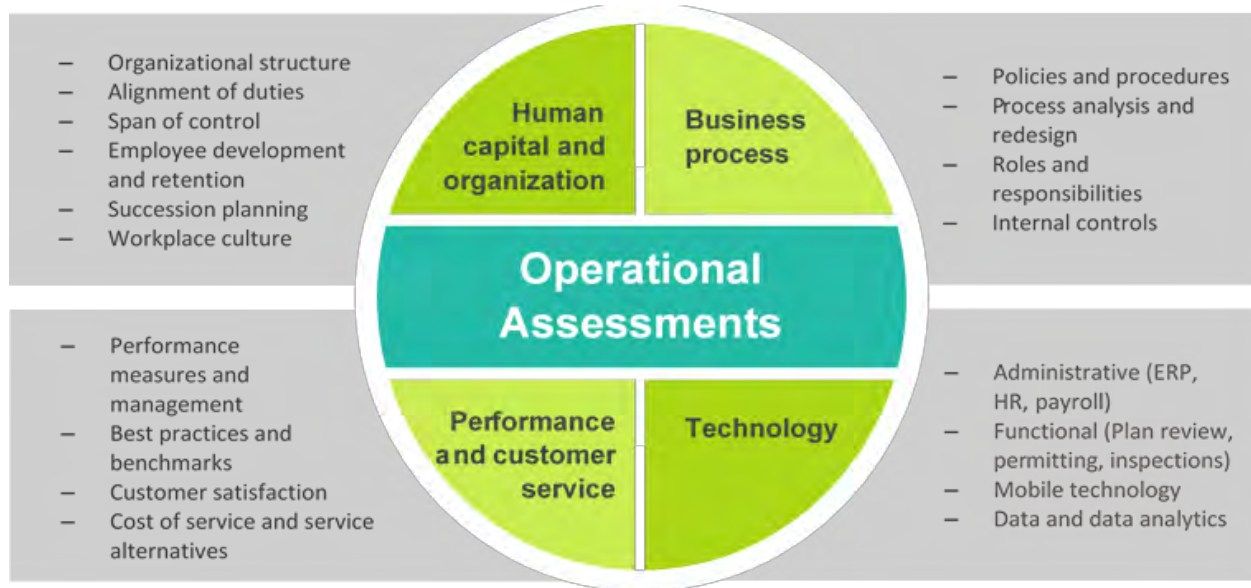 – Organizational structure
– Alignment of duties
– Span of control
– Employee development
and retention
– Succession planning
– Workplace culture
Human
capital and
organization
Business
process
– Policies and procedures
– Process analysis and
redesign
– Roles and
responsibilities
– Internal controls
Operational
Assessments
– Performance
measures and
management
– Best practices and
benchmarks
– Customer satisfaction
– Cost of service and service
alternatives
Performance
and customer
service
Technology
– Administrative (ERP,
HR, payroll)
– Functional (Plan review,
permitting, inspections)
– Mobile technology
– Data and data analytics